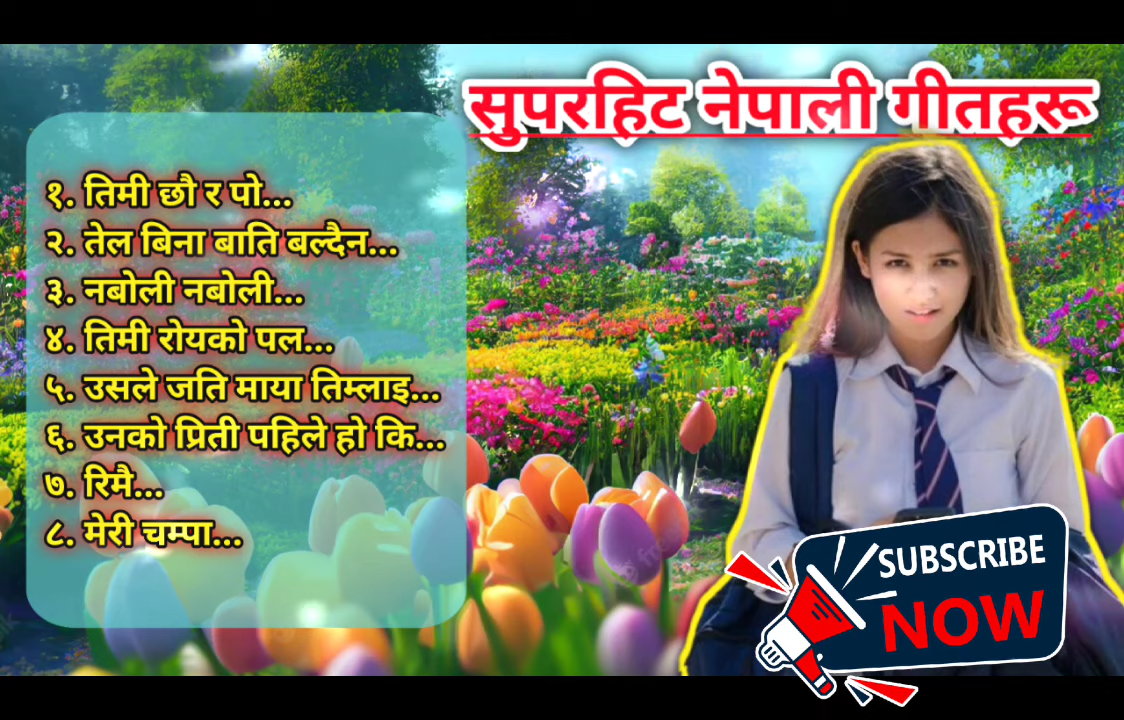 सुपरहिट नेपाली गीतहरू
१. तिमी छौ र पो...
२. तेल बिना बाति बल्दैन...
३. नबोली नबोली...
४. तिमी रोयको पल...
५. उसले जति माया तिम्लाइ...
६. उनको प्रिती पहिले हो कि...
७. रिमै...
८. मेरी चम्पा...
SUBSCRIBE
NOW